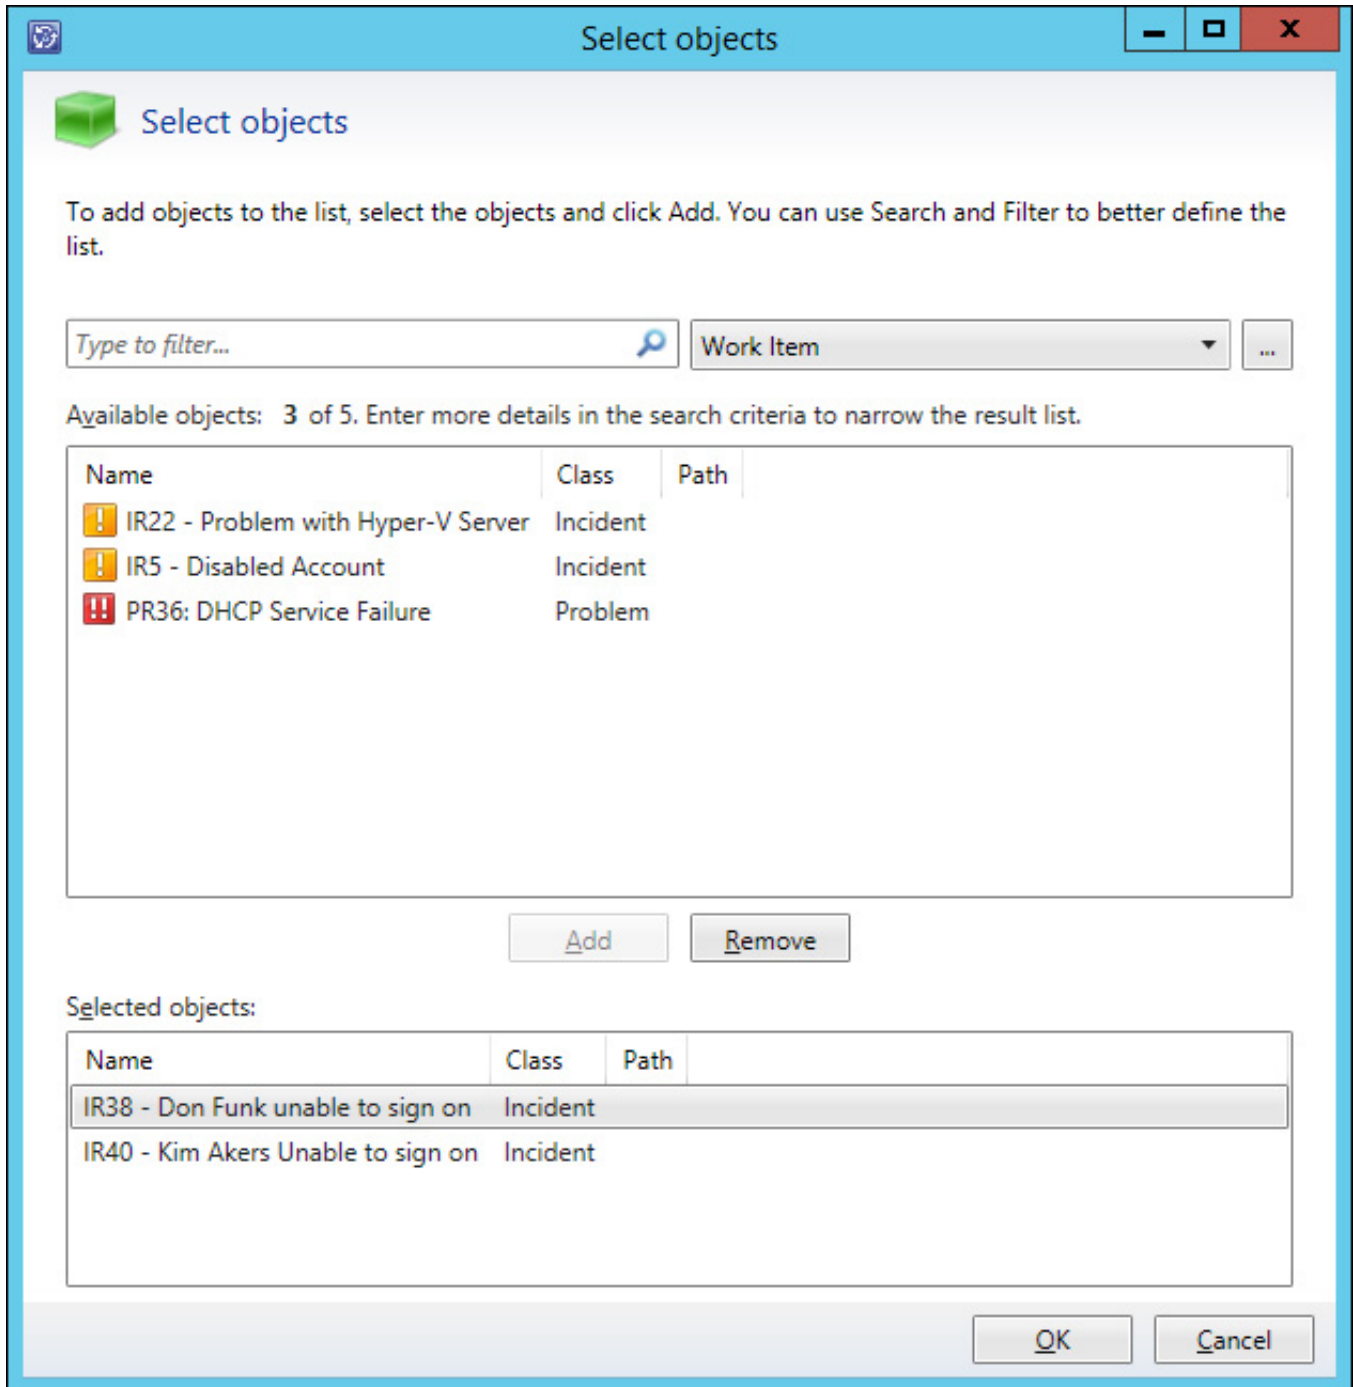 Select objects
Select objects
To add objects to the list, select the objects and click Add. You can use Search and Filter to better define the
list.
Type to filter...
Work Item
...
Available objects: 3 of 5. Enter more details in the search criteria to narrow the result list.
Name Class Path
IR22 - Problem with Hyper-V Server Incident
IR5 - Disabled Account Incident
PR36: DHCP Service Failure Problem
Add Remove
Selected objects:
Name Class Path
IR38 - Don Funk unable to sign on Incident
IR40 - Kim Akers Unable to sign on Incident
OK Cancel